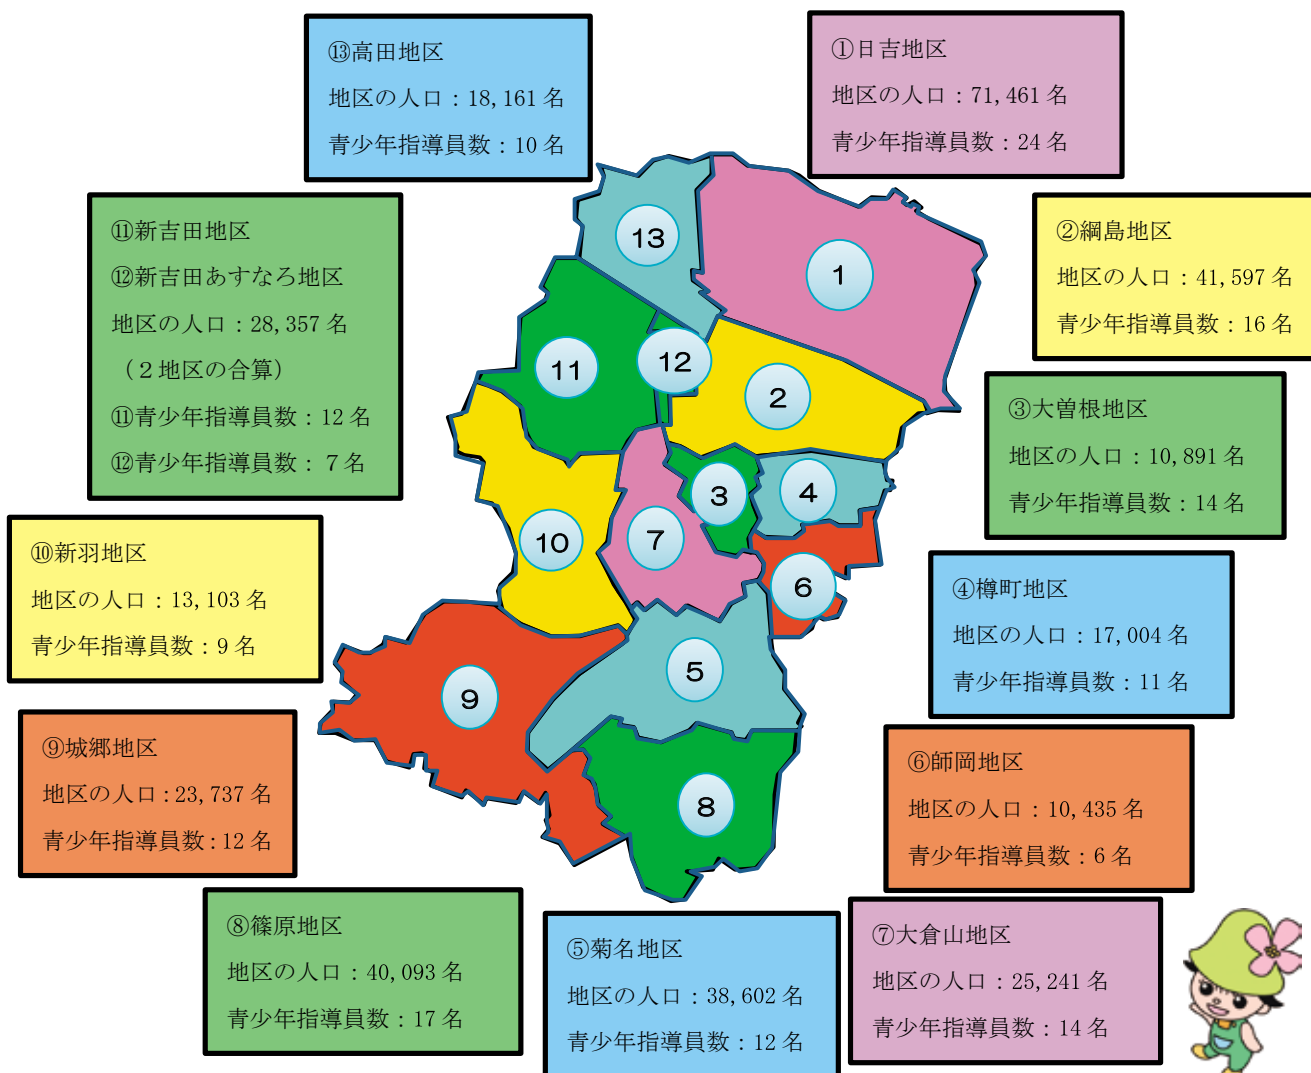 ⑬高田地区
地区の人口：18,161名
青少年指導員数：10名
①日吉地区
地区の人口：71,461名
青少年指導員数：24名
⑪新吉田地区
⑫新吉田あすなろ地区
地区の人口：28,357名
（２地区の合算）
⑪青少年指導員数：12名
⑫青少年指導員数：７名
②綱島地区
地区の人口：41,597名
青少年指導員数：16名
③大曽根地区
地区の人口：10,891名
青少年指導員数：14名
⑩新羽地区
地区の人口：13,103名
青少年指導員数：9名
④樽町地区
地区の人口：17,004名
青少年指導員数：11名
⑨城郷地区
地区の人口：23,737名
青少年指導員数：12名
⑥師岡地区
地区の人口：10,435名
青少年指導員数：6名
⑧篠原地区
地区の人口：40,093名
青少年指導員数：17名
⑤菊名地区
地区の人口：38,602名
青少年指導員数：12名
⑦大倉山地区
地区の人口：25,241名
青少年指導員数：14名
13
1
11
12
2
3
4
10
7
6
9
5
8